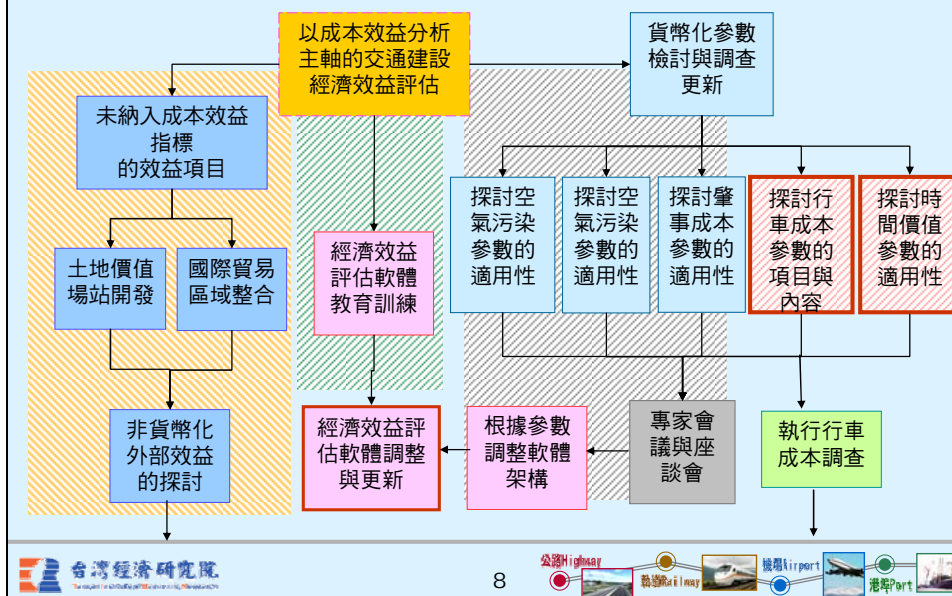 以成本效益分析
主軸的交通建設
經濟效益評估
貨幣化參數
檢討與調查
更新
未納入成本效益
指標
的效益項目
探討空
氣污染
參數的
適用性
探討空
氣污染
參數的
適用性
探討肇
事成本
參數的
適用性
探討行
車成本
參數的
項目與
內容
探討時
間價值
參數的
適用性
土地價值
場站開發
國際貿易
區域整合
經濟效益
評估軟體
教育訓練
非貨幣化
外部效益
的探討
經濟效益評
估軟體調整
與更新
根據參數
調整軟體
架構
專家會
議與座
談會
執行行車
成本調查
台灣經濟研究院
8
公路Highway
軌道Railway
機場Airport
港埠Port